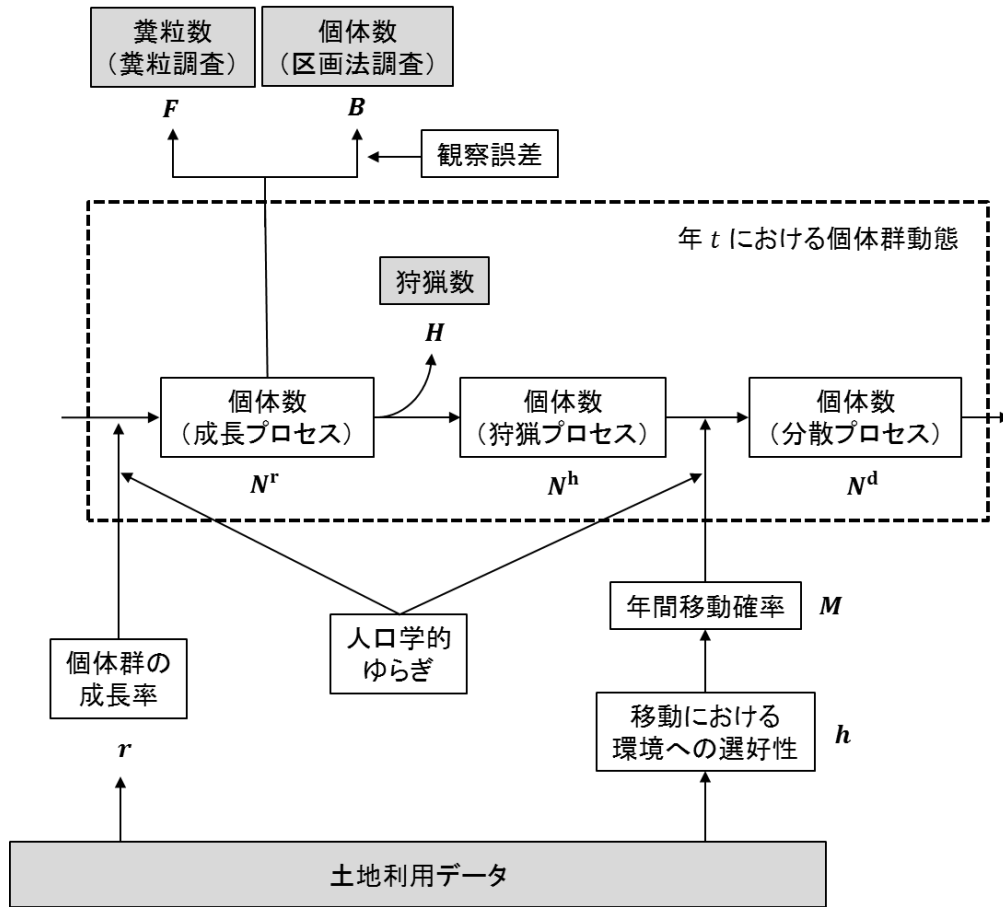 糞粒数
（糞粒調査）
個体数
（区画法調査）
F
B
観察誤差
年 t における個体群動態
狩猟数
H
個体数
（成長プロセス）
個体数
（狩猟プロセス）
個体数
（分散プロセス）
N^r
N^h
N^d
年間移動確率
M
個体群の
成長率
人口学的
ゆらぎ
移動における
環境への選好性
h
r
土地利用データ